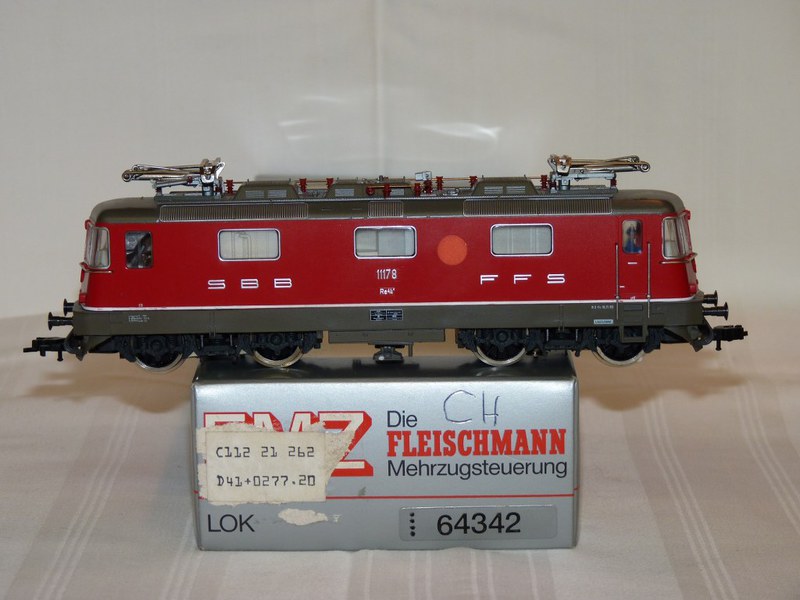 SBB
11178
FFS
Re 4/4 II
CH
FMZ
Die
FLEISCHMANN
Mehrzugsteuerung
C112 21 262
D41+0277.20
LOK
64342